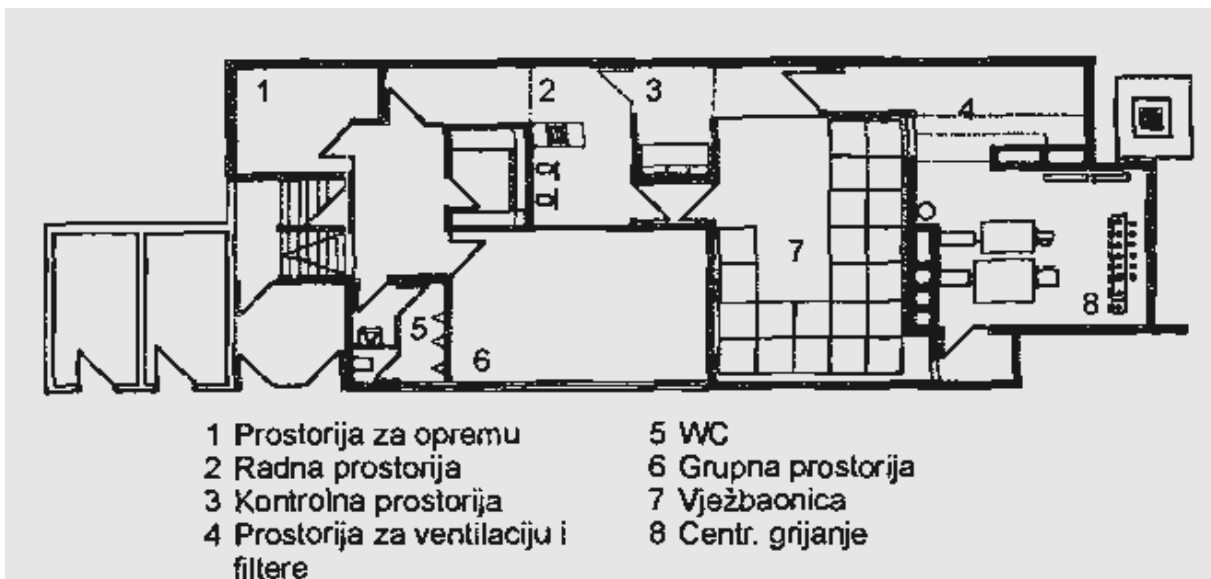 1
2
3
4
5
6
7
8
1 Prostorija za opremu
2 Radna prostorija
3 Kontrolna prostorija
4 Prostorija za ventilaciju i
filtere
5 WC
6 Grupna prostorija
7 Vježbaonica
8 Centr. grijanje